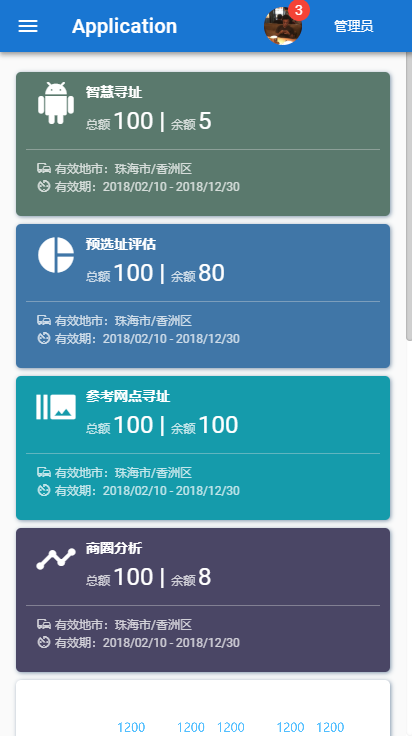 Application 3 管理员
智慧寻址
总额 100 | 余额 5
有效地市：珠海市/香洲区
有效期：2018/02/10 - 2018/12/30
预选址评估
总额 100 | 余额 80
有效地市：珠海市/香洲区
有效期：2018/02/10 - 2018/12/30
参考网点寻址
总额 100 | 余额 100
有效地市：珠海市/香洲区
有效期：2018/02/10 - 2018/12/30
商圈分析
总额 100 | 余额 8
有效地市：珠海市/香洲区
有效期：2018/02/10 - 2018/12/30
1200 1200 1200 1200 1200